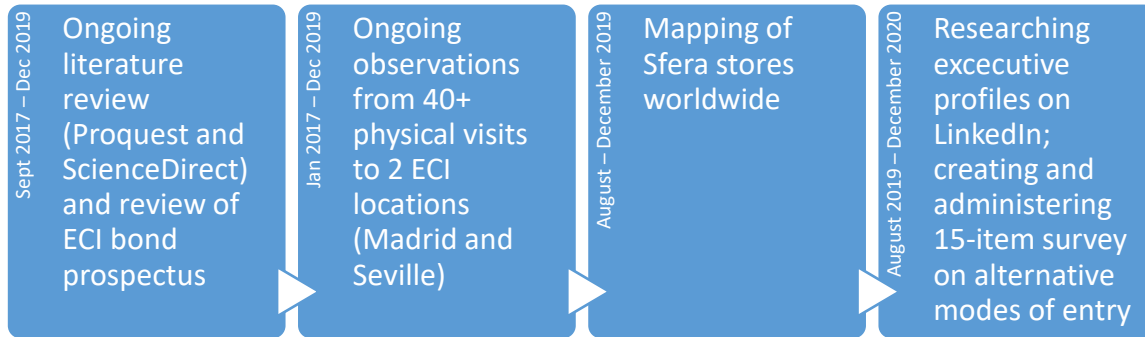 Sept 2017 – Dec 2019
Ongoing
literature
review
(Proquest and
ScienceDirect)
and review of
ECI bond
prospectus
Jan 2017 – Dec 2019
Ongoing
observations
from 40+
physical visits
to 2 ECI
locations
(Madrid and
Seville)
August – December 2019
Mapping of
Sfera stores
worldwide
August 2019 – December 2020
Researching
excecutive
profiles on
LinkedIn;
creating and
administering
15-item survey
on alternative
modes of entry